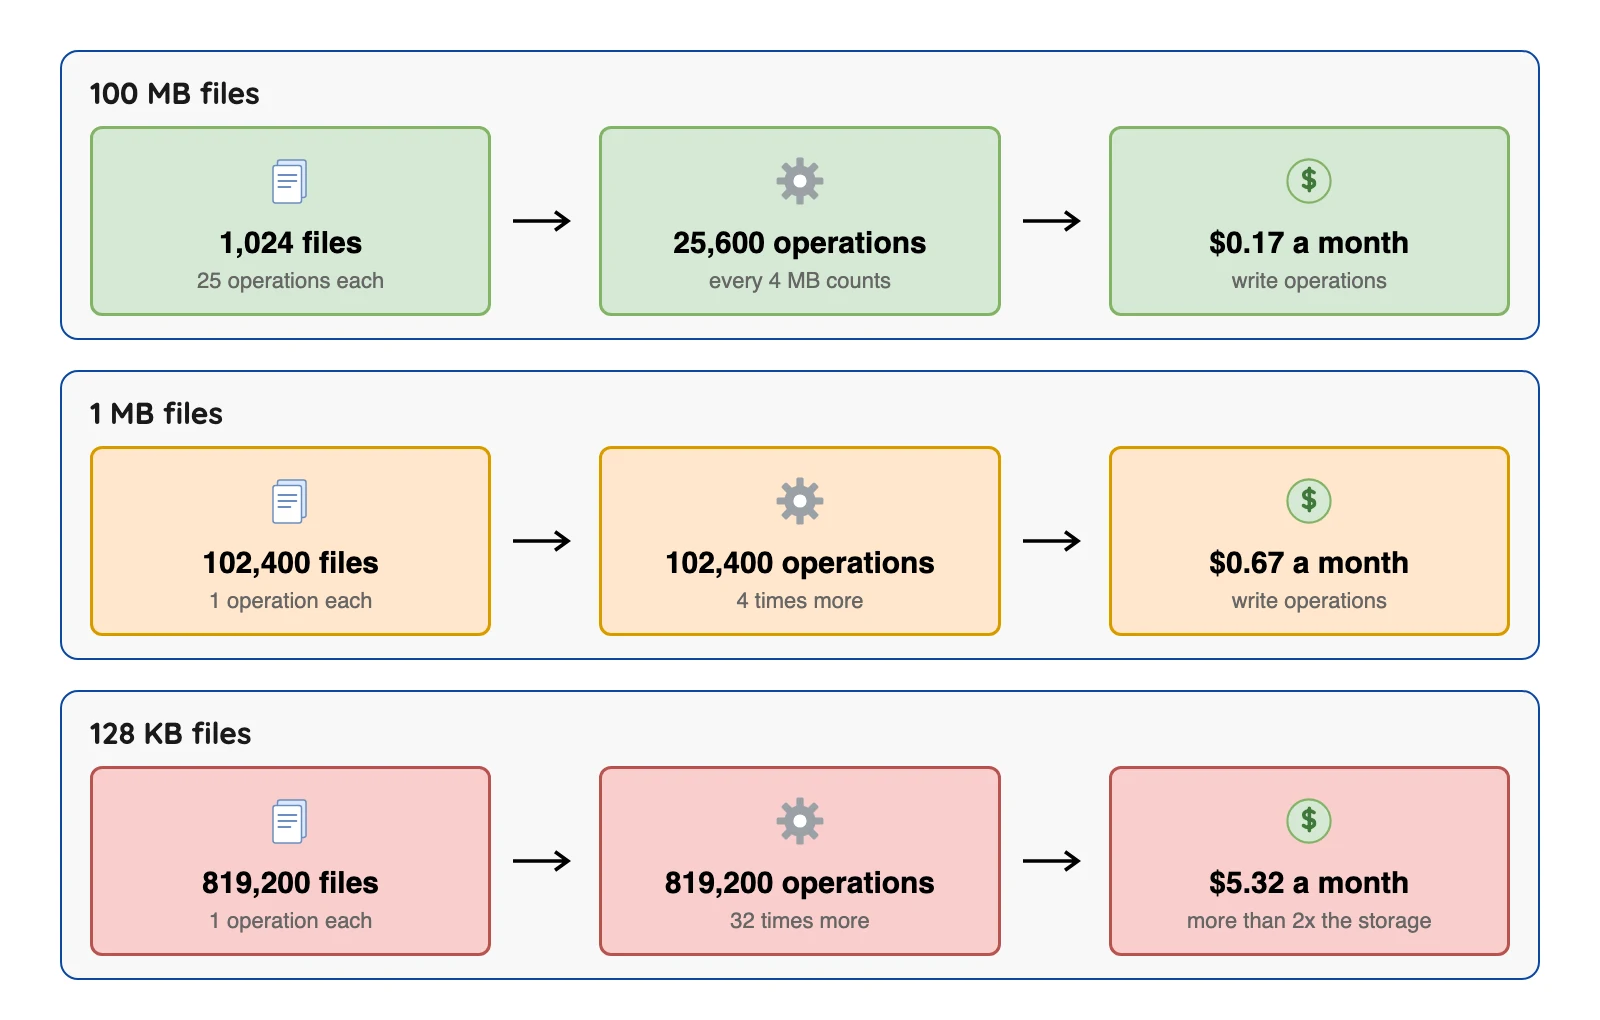 100 MB files
1,024 files
25 operations each
25,600 operations
every 4 MB counts
$
$0.17 a month
write operations
1 MB files
102,400 files
1 operation each
102,400 operations
4 times more
$
$0.67 a month
write operations
128 KB files
819,200 files
1 operation each
819,200 operations
32 times more
$
$5.32 a month
more than 2x the storage